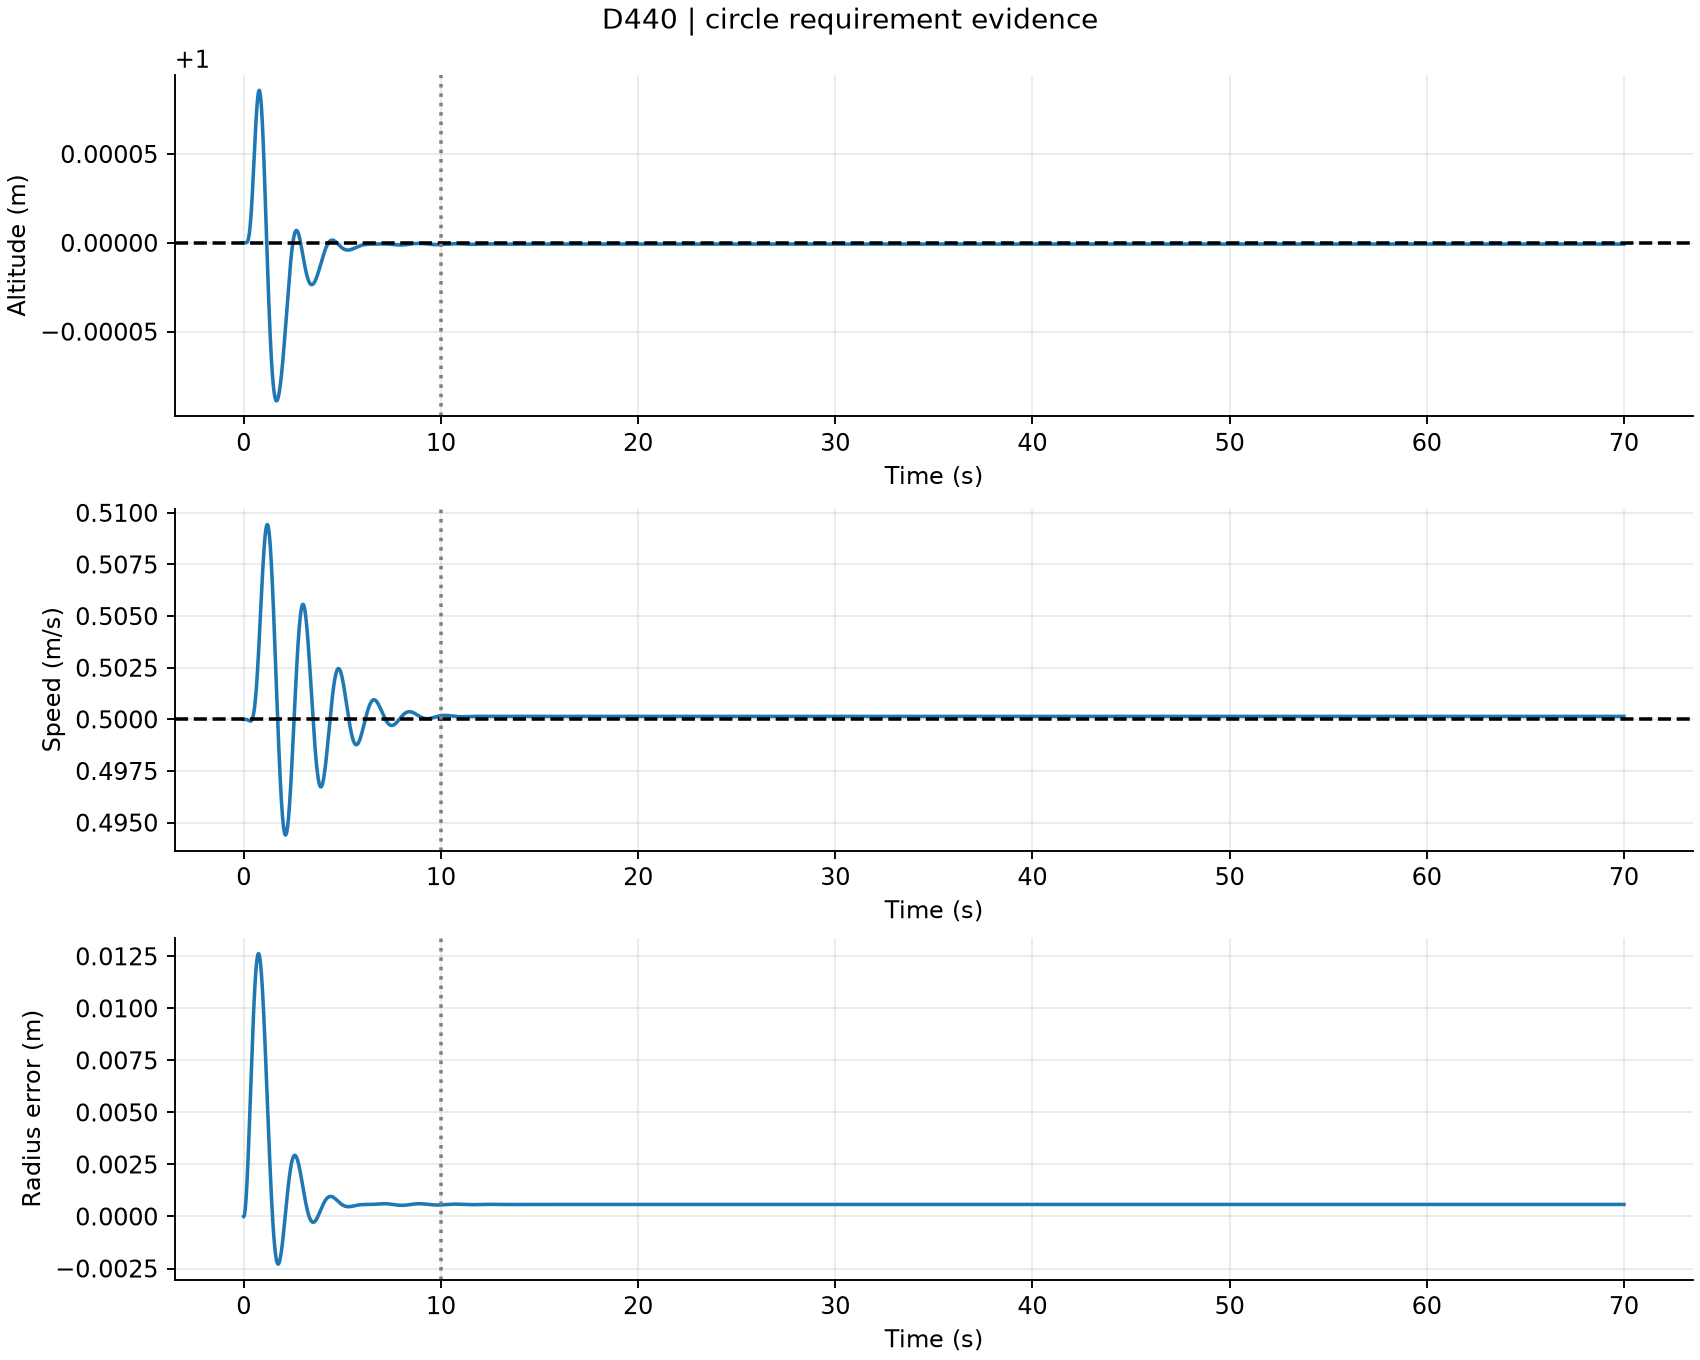 D440 | circle requirement evidence
+1
0.00005
0.00000
−0.00005
Altitude (m)
0 10 20 30 40 50 60 70
Time (s)
0.5100
0.5075
0.5050
0.5025
0.5000
0.4975
0.4950
Speed (m/s)
0 10 20 30 40 50 60 70
Time (s)
0.0125
0.0100
0.0075
0.0050
0.0025
0.0000
−0.0025
Radius error (m)
0 10 20 30 40 50 60 70
Time (s)